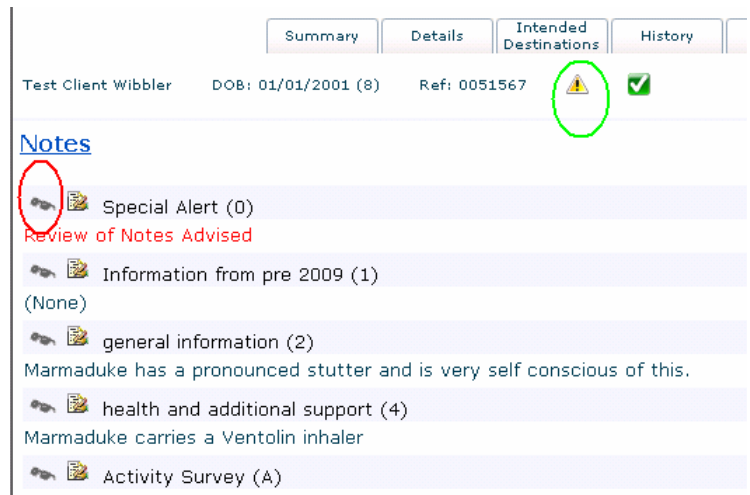 Summary Details Intended Destinations History
Test Client Wibbler DOB: 01/01/2001 (8) Ref: 0051567
Notes
Special Alert (0)
Review of Notes Advised
Information from pre 2009 (1)
(None)
general information (2)
Marmaduke has a pronounced stutter and is very self conscious of this.
health and additional support (4)
Marmaduke carries a Ventolin inhaler
Activity Survey (A)